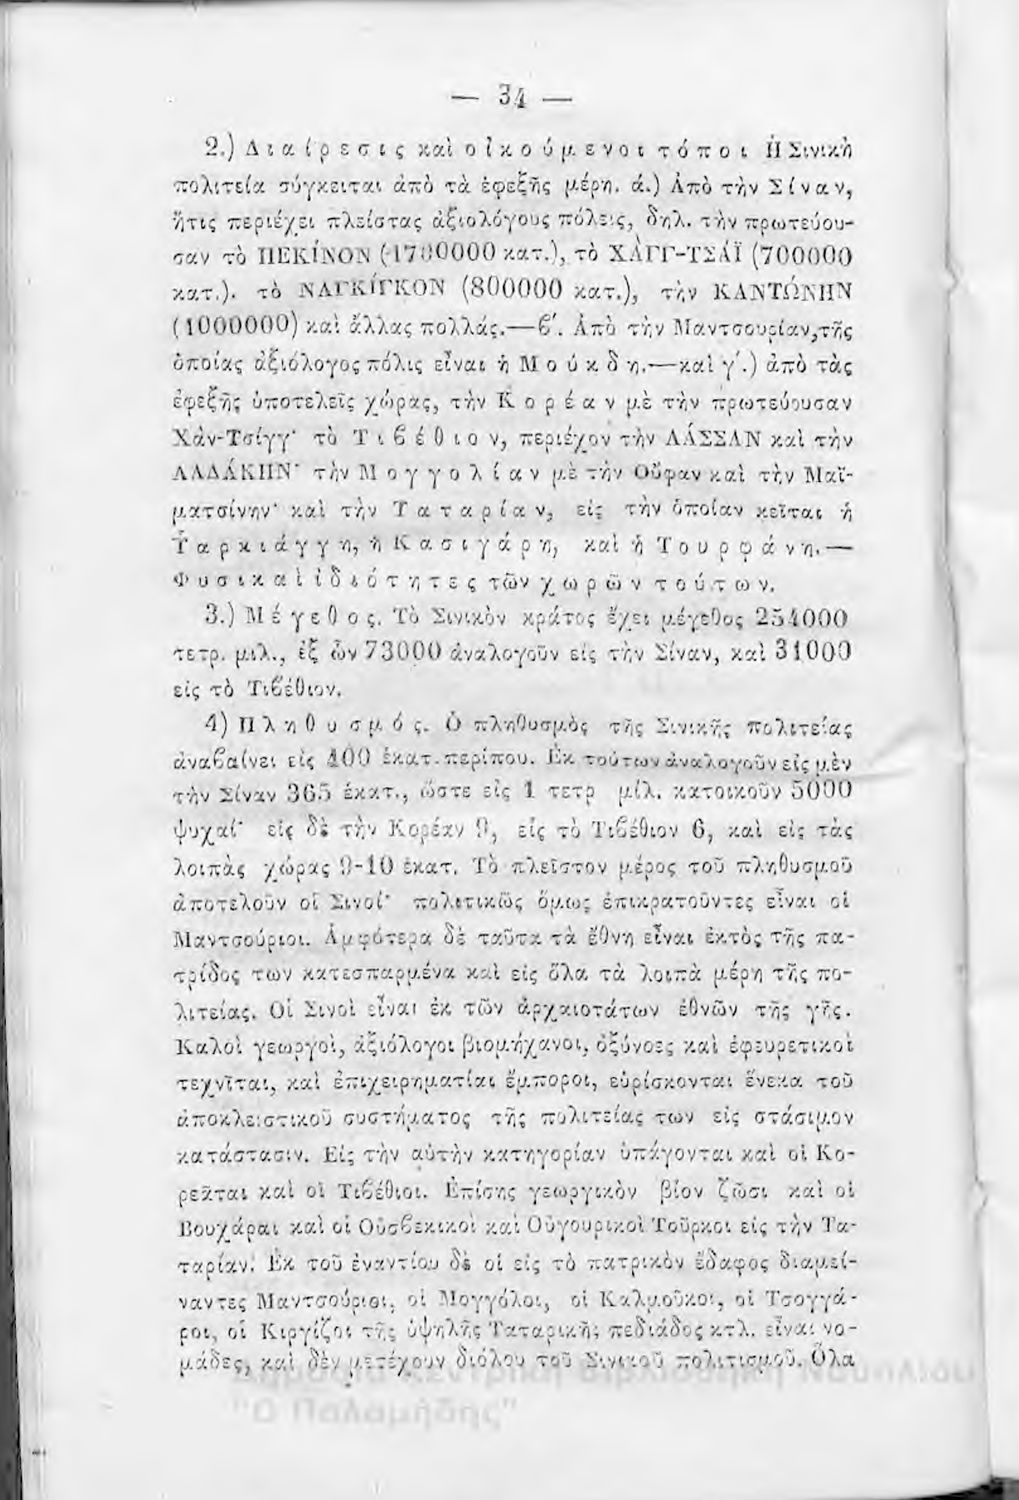 — 34 —
2.) Διαίρεσις καὶ οἰκούμενοι τόποι Ἡ Σινικὴ
πολιτεία σύγκειται ἀπὸ τὰ ἐφεξῆς μέρη. ά.) Ἀπὸ τὴν Σίναν,
ἥτις περιέχει πλείστας ἀξιολόγους πόλεις, δηλ. τὴν πρωτεύου-
σαν τὸ ΠΕΚΙΝΟΝ (1700000 κατ.), τὸ ΧΑΓΓ-ΤΣΑΪ (700000
κατ.). τὸ ΝΑΓΚΙΓΚΟΝ (800000 κατ.), τὴν ΚΑΝΤΩΝΗΝ
(1000000) καὶ ἄλλας πολλάς.—β'. Ἀπὸ τὴν Μαντσουρίαν, τῆς
ὁποίας ἀξιόλογος πόλις εἶναι ἡ Μούκδη.—καὶ γ'.) ἀπὸ τὰς
ἐφεξῆς ὑποτελεῖς χώρας, τὴν Κορέαν μὲ τὴν πρωτεύουσαν
Χὰν-Τσίγγ· τὸ Τιβέθιον, περιέχον τὴν ΛΑΣΣΑΝ καὶ τὴν
ΛΑΔΑΚΗΝ· τὴν Μογγολίαν μὲ τὴν Οὔφαν καὶ τὴν Μαϊ-
ματσίνην· καὶ τὴν Ταταρίαν, εἰς τὴν ὁποίαν κεῖται ἡ
Ταρκιάγγη, ἡ Κασιγάρη, καὶ ἡ Τουρφάνη.—
Φυσικαὶ ἰδιότητες τῶν χωρῶν τούτων.
3.) Μέγεθος. Τὸ Σινικὸν κράτος ἔχει μέγεθος 254000
τετρ. μιλ., ἐξ ὧν 73000 ἀναλογοῦν εἰς τὴν Σίναν, καὶ 31000
εἰς τὸ Τιβέθιον.
4) Πληθυσμός. Ὁ πληθυσμὸς τῆς Σινικῆς πολιτείας
ἀναβαίνει εἰς 400 ἑκατ. περίπου. Ἐκ τούτων ἀναλογοῦν εἰς μὲν
τὴν Σίναν 365 ἑκατ., ὥστε εἰς 1 τετρ μίλ. κατοικοῦν 5000
ψυχαί· εἰς δὲ τὴν Κορέαν 9, εἰς τὸ Τιβέθιον 6, καὶ εἰς τὰς
λοιπὰς χώρας 9-10 ἑκατ. Τὸ πλεῖστον μέρος τοῦ πληθυσμοῦ
ἀποτελοῦν οἱ Σινοί· πολιτικῶς ὅμως ἐπικρατοῦντες εἶναι οἱ
Μαντσούριοι. Ἀμφότερα δὲ ταῦτα τὰ ἔθνη εἶναι ἐκτὸς τῆς πα-
τρίδος των κατεσπαρμένα καὶ εἰς ὅλα τὰ λοιπὰ μέρη τῆς πο-
λιτείας. Οἱ Σινοὶ εἶναι ἐκ τῶν ἀρχαιοτάτων ἐθνῶν τῆς γῆς.
Καλοὶ γεωργοὶ, ἀξιόλογοι βιομήχανοι, ὀξύνοες καὶ ἐφευρετικοὶ
τεχνῖται, καὶ ἐπιχειρηματίαι ἔμποροι, εὑρίσκονται ἕνεκα τοῦ
ἀποκλειστικοῦ συστήματος τῆς πολιτείας των εἰς στάσιμον
κατάστασιν. Εἰς τὴν αὐτὴν κατηγορίαν ὑπάγονται καὶ οἱ Κο-
ρεᾶται καὶ οἱ Τιβέθιοι. Ἐπίσης γεωργικὸν βίον ζῶσι καὶ οἱ
Βουχάραι καὶ οἱ Οὐσβεκικοὶ καὶ Οὐγουρικοὶ Τοῦρκοι εἰς τὴν Τα-
ταρίαν. Ἐκ τοῦ ἐναντίου δὲ οἱ εἰς τὸ πατρικὸν ἔδαφος διαμεί-
ναντες Μαντσούριοι, οἱ Μογγόλοι, οἱ Καλμοῦκοι, οἱ Τσογγά-
ροι, οἱ Κιργίζοι τῆς ὑψηλῆς Ταταρικῆς πεδιάδος κτλ. εἶναι νο-
μάδες, καὶ δὲν μετέχουν διόλου τοῦ Σινικοῦ πολιτισμοῦ. Ὅλα
Δημόσια Κεντρική Βιβλιοθήκη Ναυπλίου
"Ο Παλαμήδης"